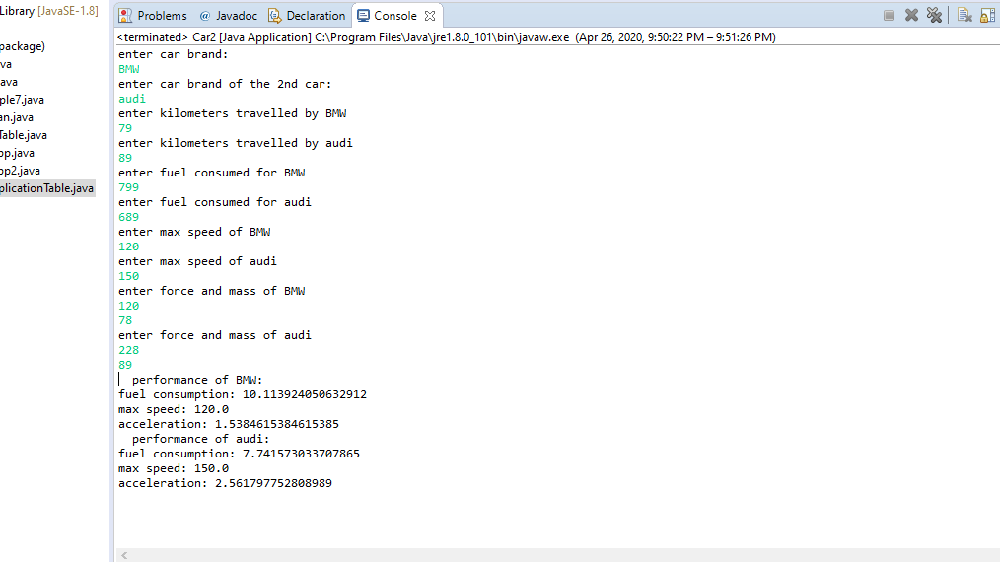 Library [JavaSE-1.8]
package)
va
ava
ple7.java
an.java
Table.java
pp.java
pp2.java
plicationTable.java
Problems @ Javadoc Declaration Console
<terminated> Car2 [Java Application] C:\Program Files\Java\jre1.8.0_101\bin\javaw.exe (Apr 26, 2020, 9:50:22 PM – 9:51:26 PM)
enter car brand:
BMW
enter car brand of the 2nd car:
audi
enter kilometers travelled by BMW
79
enter kilometers travelled by audi
89
enter fuel consumed for BMW
799
enter fuel consumed for audi
689
enter max speed of BMW
120
enter max speed of audi
150
enter force and mass of BMW
120
78
enter force and mass of audi
228
89
performance of BMW:
fuel consumption: 10.113924050632912
max speed: 120.0
acceleration: 1.5384615384615385
performance of audi:
fuel consumption: 7.741573033707865
max speed: 150.0
acceleration: 2.561797752808989